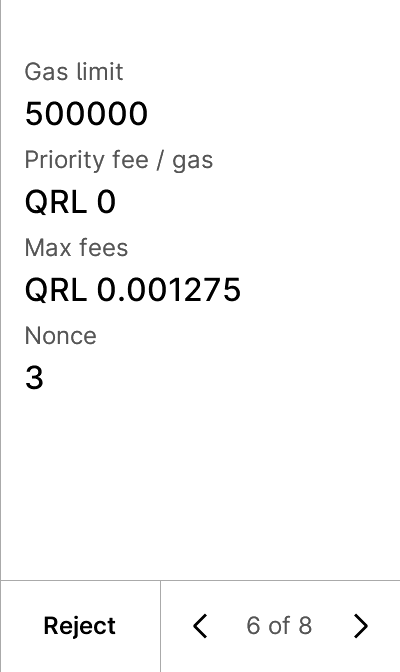 Gas limit
500000
Priority fee / gas
QRL 0
Max fees
QRL 0.001275
Nonce
3
Reject
6 of 8